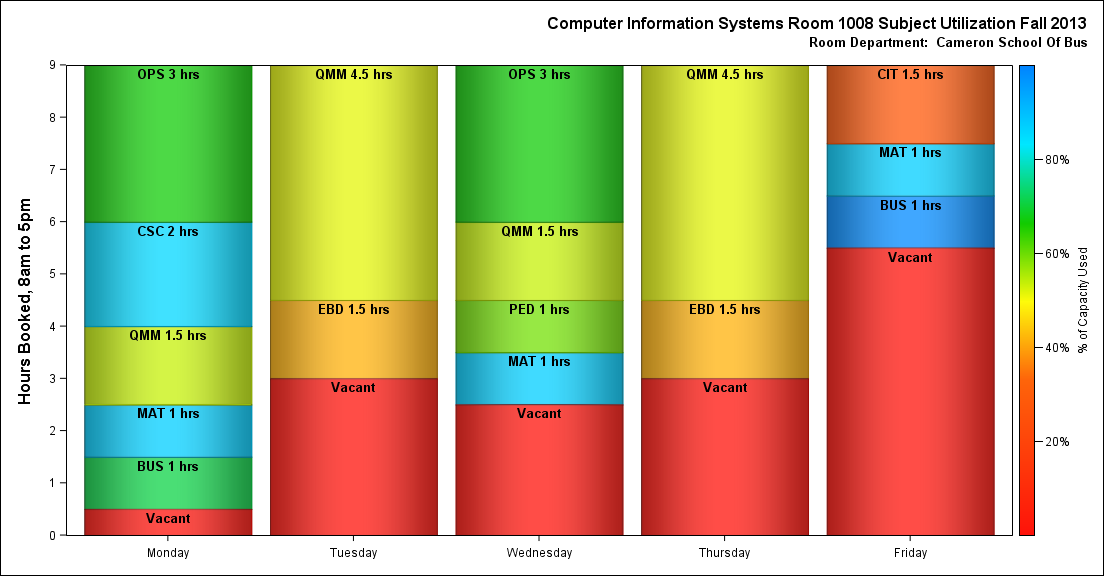 Computer Information Systems Room 1008 Subject Utilization Fall 2013
Room Department:  Cameron School Of Bus
Hours Booked, 8am to 5pm
9
8
7
6
5
4
3
2
1
0
OPS 3 hrs
CSC 2 hrs
QMM 1.5 hrs
MAT 1 hrs
BUS 1 hrs
Vacant
Monday
QMM 4.5 hrs
EBD 1.5 hrs
Vacant
Tuesday
OPS 3 hrs
QMM 1.5 hrs
PED 1 hrs
MAT 1 hrs
Vacant
Wednesday
QMM 4.5 hrs
EBD 1.5 hrs
Vacant
Thursday
CIT 1.5 hrs
MAT 1 hrs
BUS 1 hrs
Vacant
Friday
80%
60%
40%
20%
% of Capacity Used